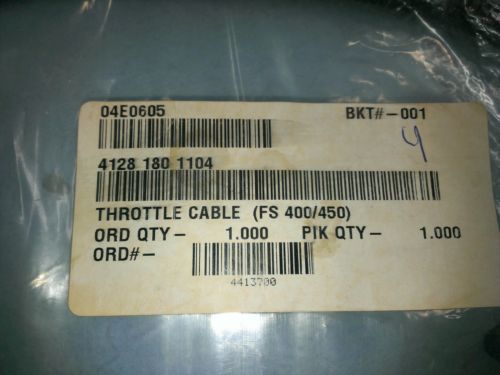 04E0605 BKT#-001
4
4128 180 1104
THROTTLE CABLE (FS 400/450)
ORD QTY- 1.000 PIK QTY- 1.000
ORD#-
4413700